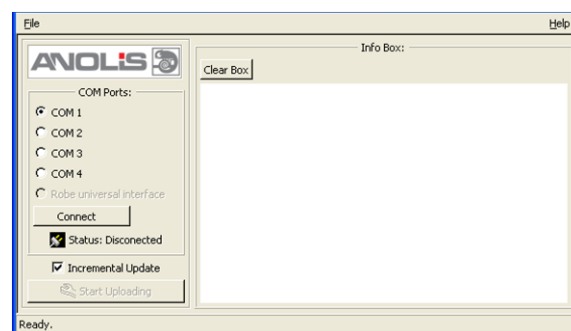 File Help
ANOLiS
COM Ports:
COM 1
COM 2
COM 3
COM 4
Robe universal interface
Connect
Status: Disconected
Incremental Update
Start Uploading
Info Box:
Clear Box
Ready.